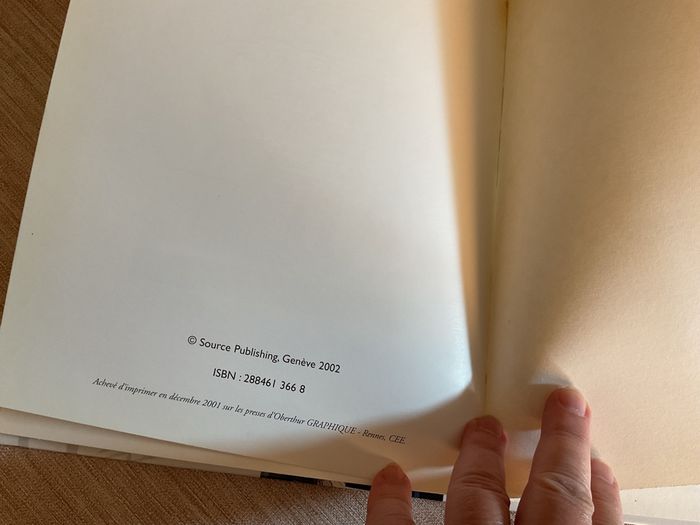 © Source Publishing, Genève 2002
ISBN : 288461 366 8
Achevé d'imprimer en décembre 2001 sur les presses d'Oberthur GRAPHIQUE - Rennes, CEE.